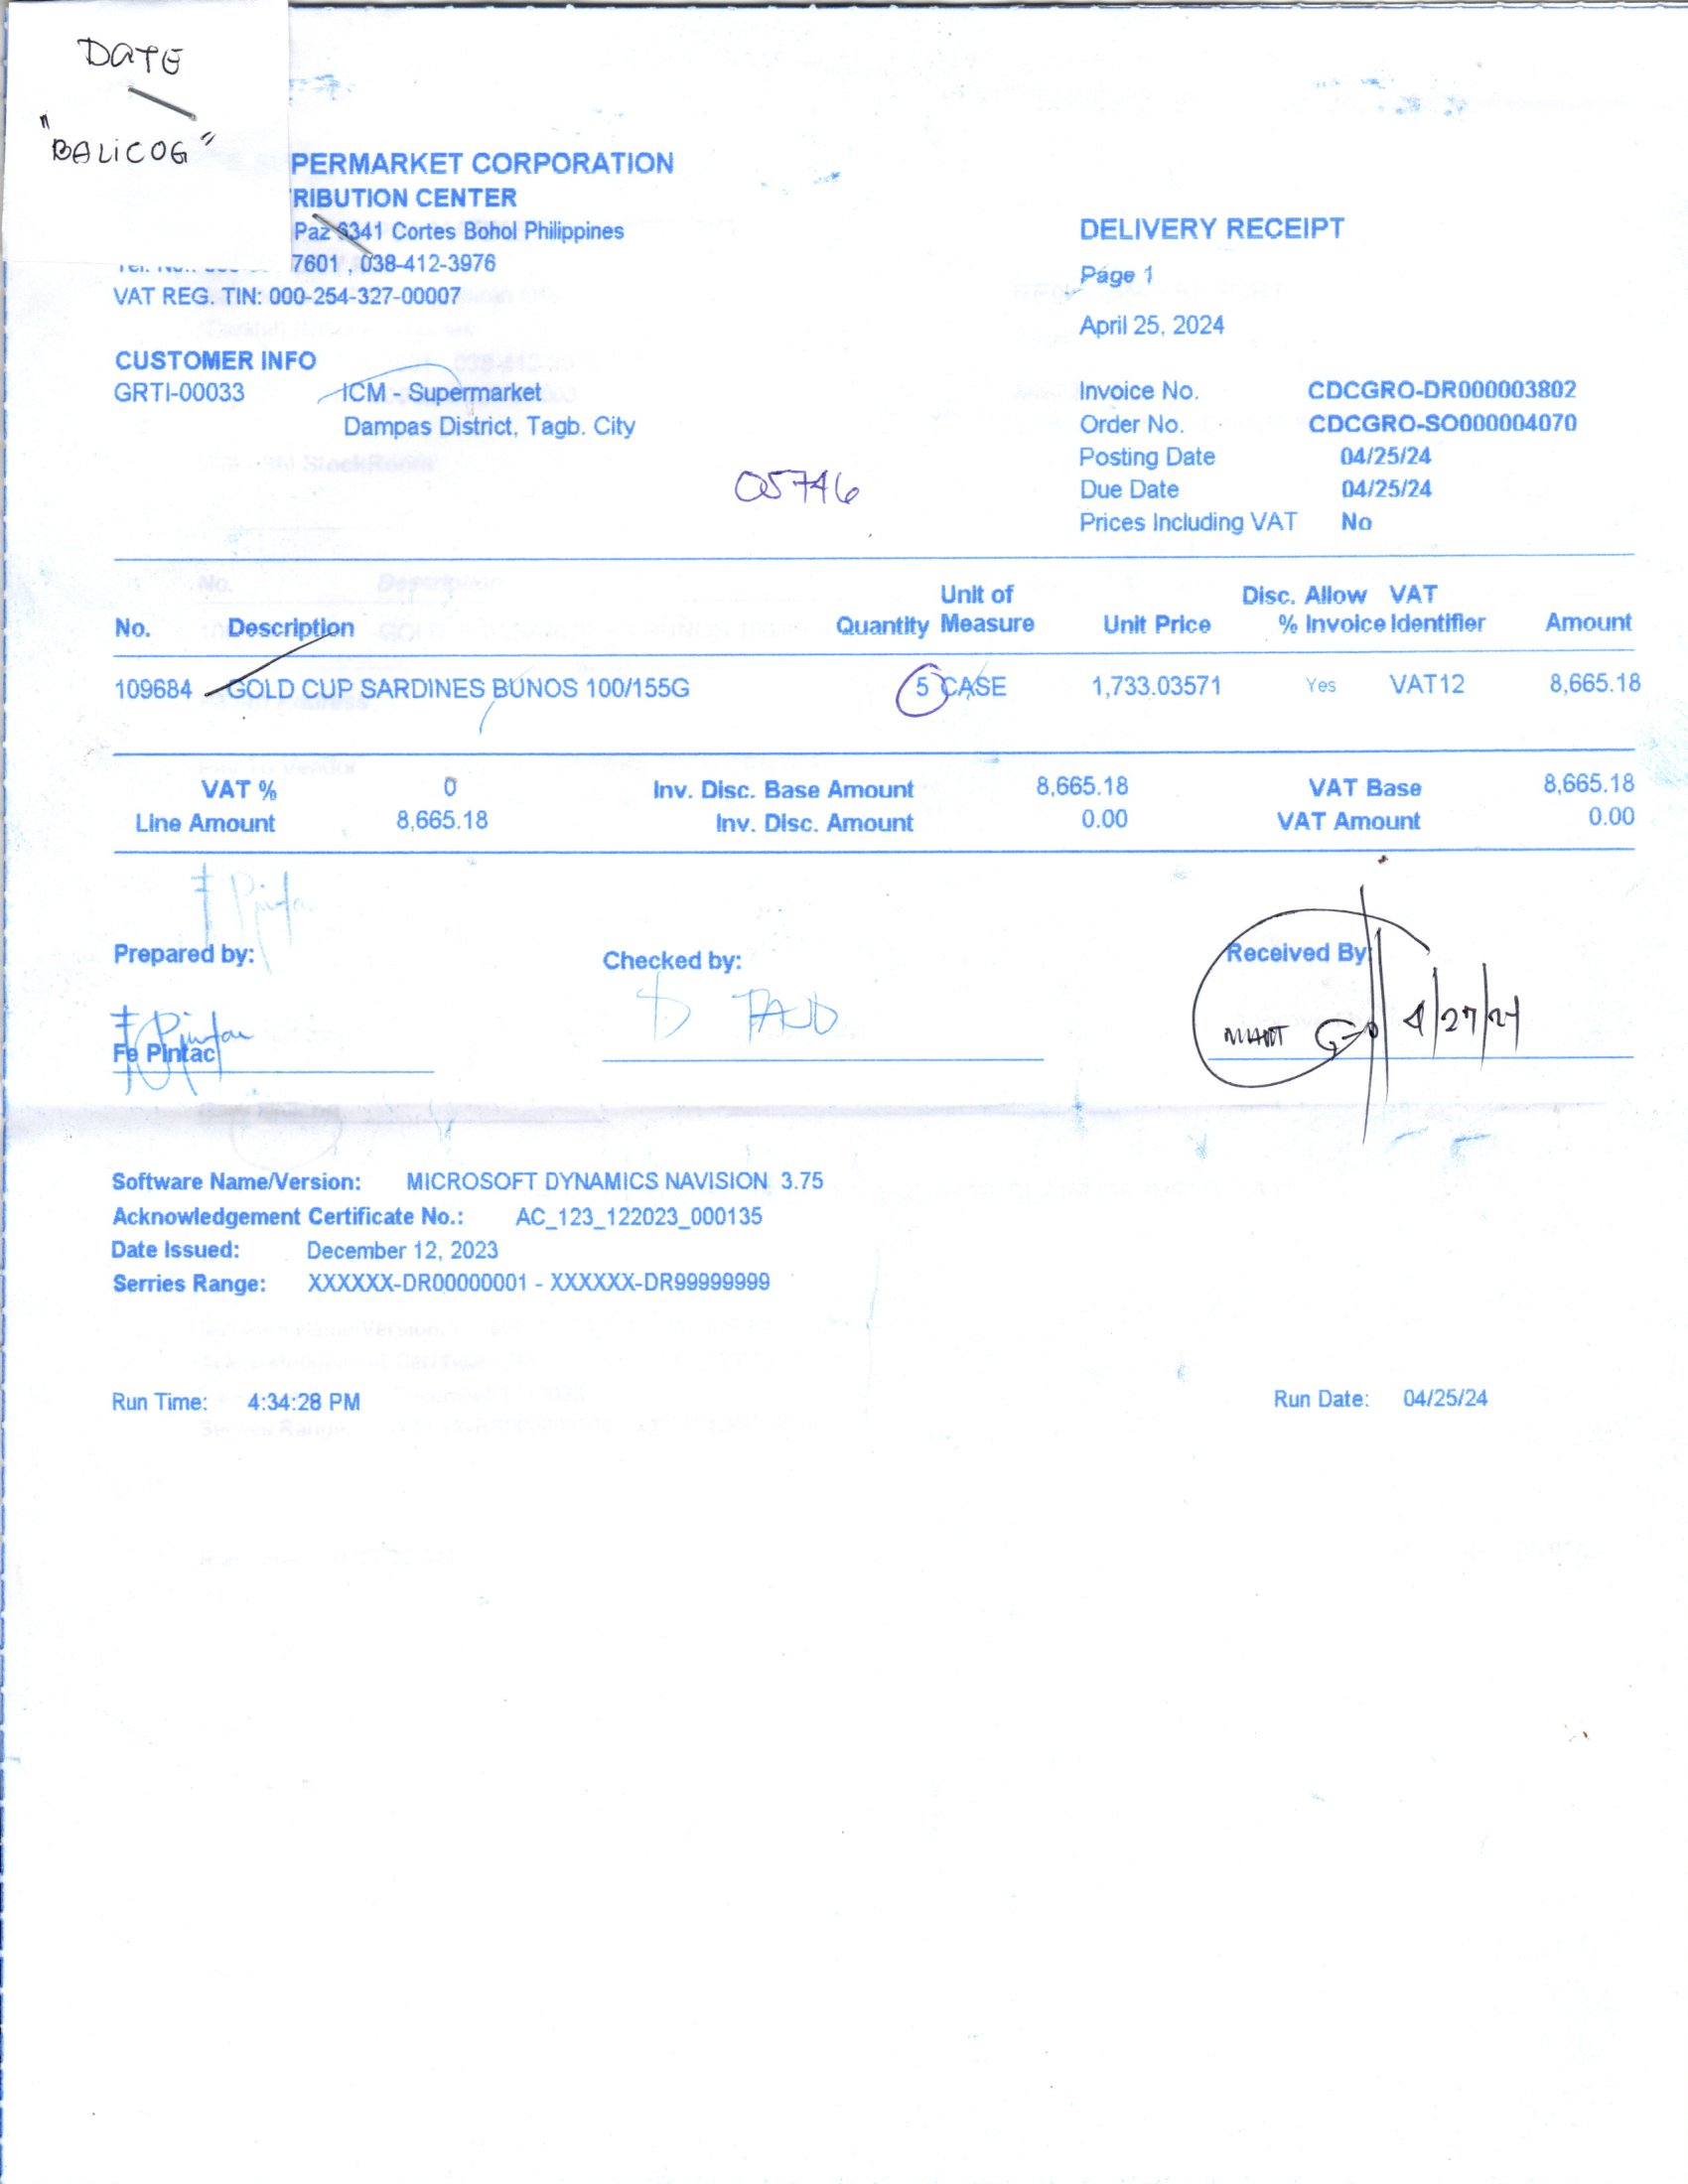 DATE
"BALiCOG"
PERMARKET CORPORATION
RIBUTION CENTER
Paz 6341 Cortes Bohol Philippines
7601 , 038-412-3976
VAT REG. TIN: 000-254-327-00007
DELIVERY RECEIPT
Page 1
April 25, 2024
CUSTOMER INFO
GRTI-00033 ICM - Supermarket
Dampas District, Tagb. City
05746
Invoice No. CDCGRO-DR000003802
Order No. CDCGRO-SO000004070
Posting Date 04/25/24
Due Date 04/25/24
Prices Including VAT No
No. Description Quantity Unit of Measure Unit Price Disc. % Allow Invoice VAT Identifier Amount
109684 GOLD CUP SARDINES BUNOS 100/155G 5 CASE 1,733.03571 Yes VAT12 8,665.18
VAT % 0 Inv. Disc. Base Amount 8,665.18 VAT Base 8,665.18
Line Amount 8,665.18 Inv. Disc. Amount 0.00 VAT Amount 0.00
Prepared by: Checked by: Received By
Fe Pintac
4/27/24
Software Name/Version: MICROSOFT DYNAMICS NAVISION 3.75
Acknowledgement Certificate No.: AC_123_122023_000135
Date Issued: December 12, 2023
Serries Range: XXXXXX-DR00000001 - XXXXXX-DR99999999
Run Time: 4:34:28 PM Run Date: 04/25/24